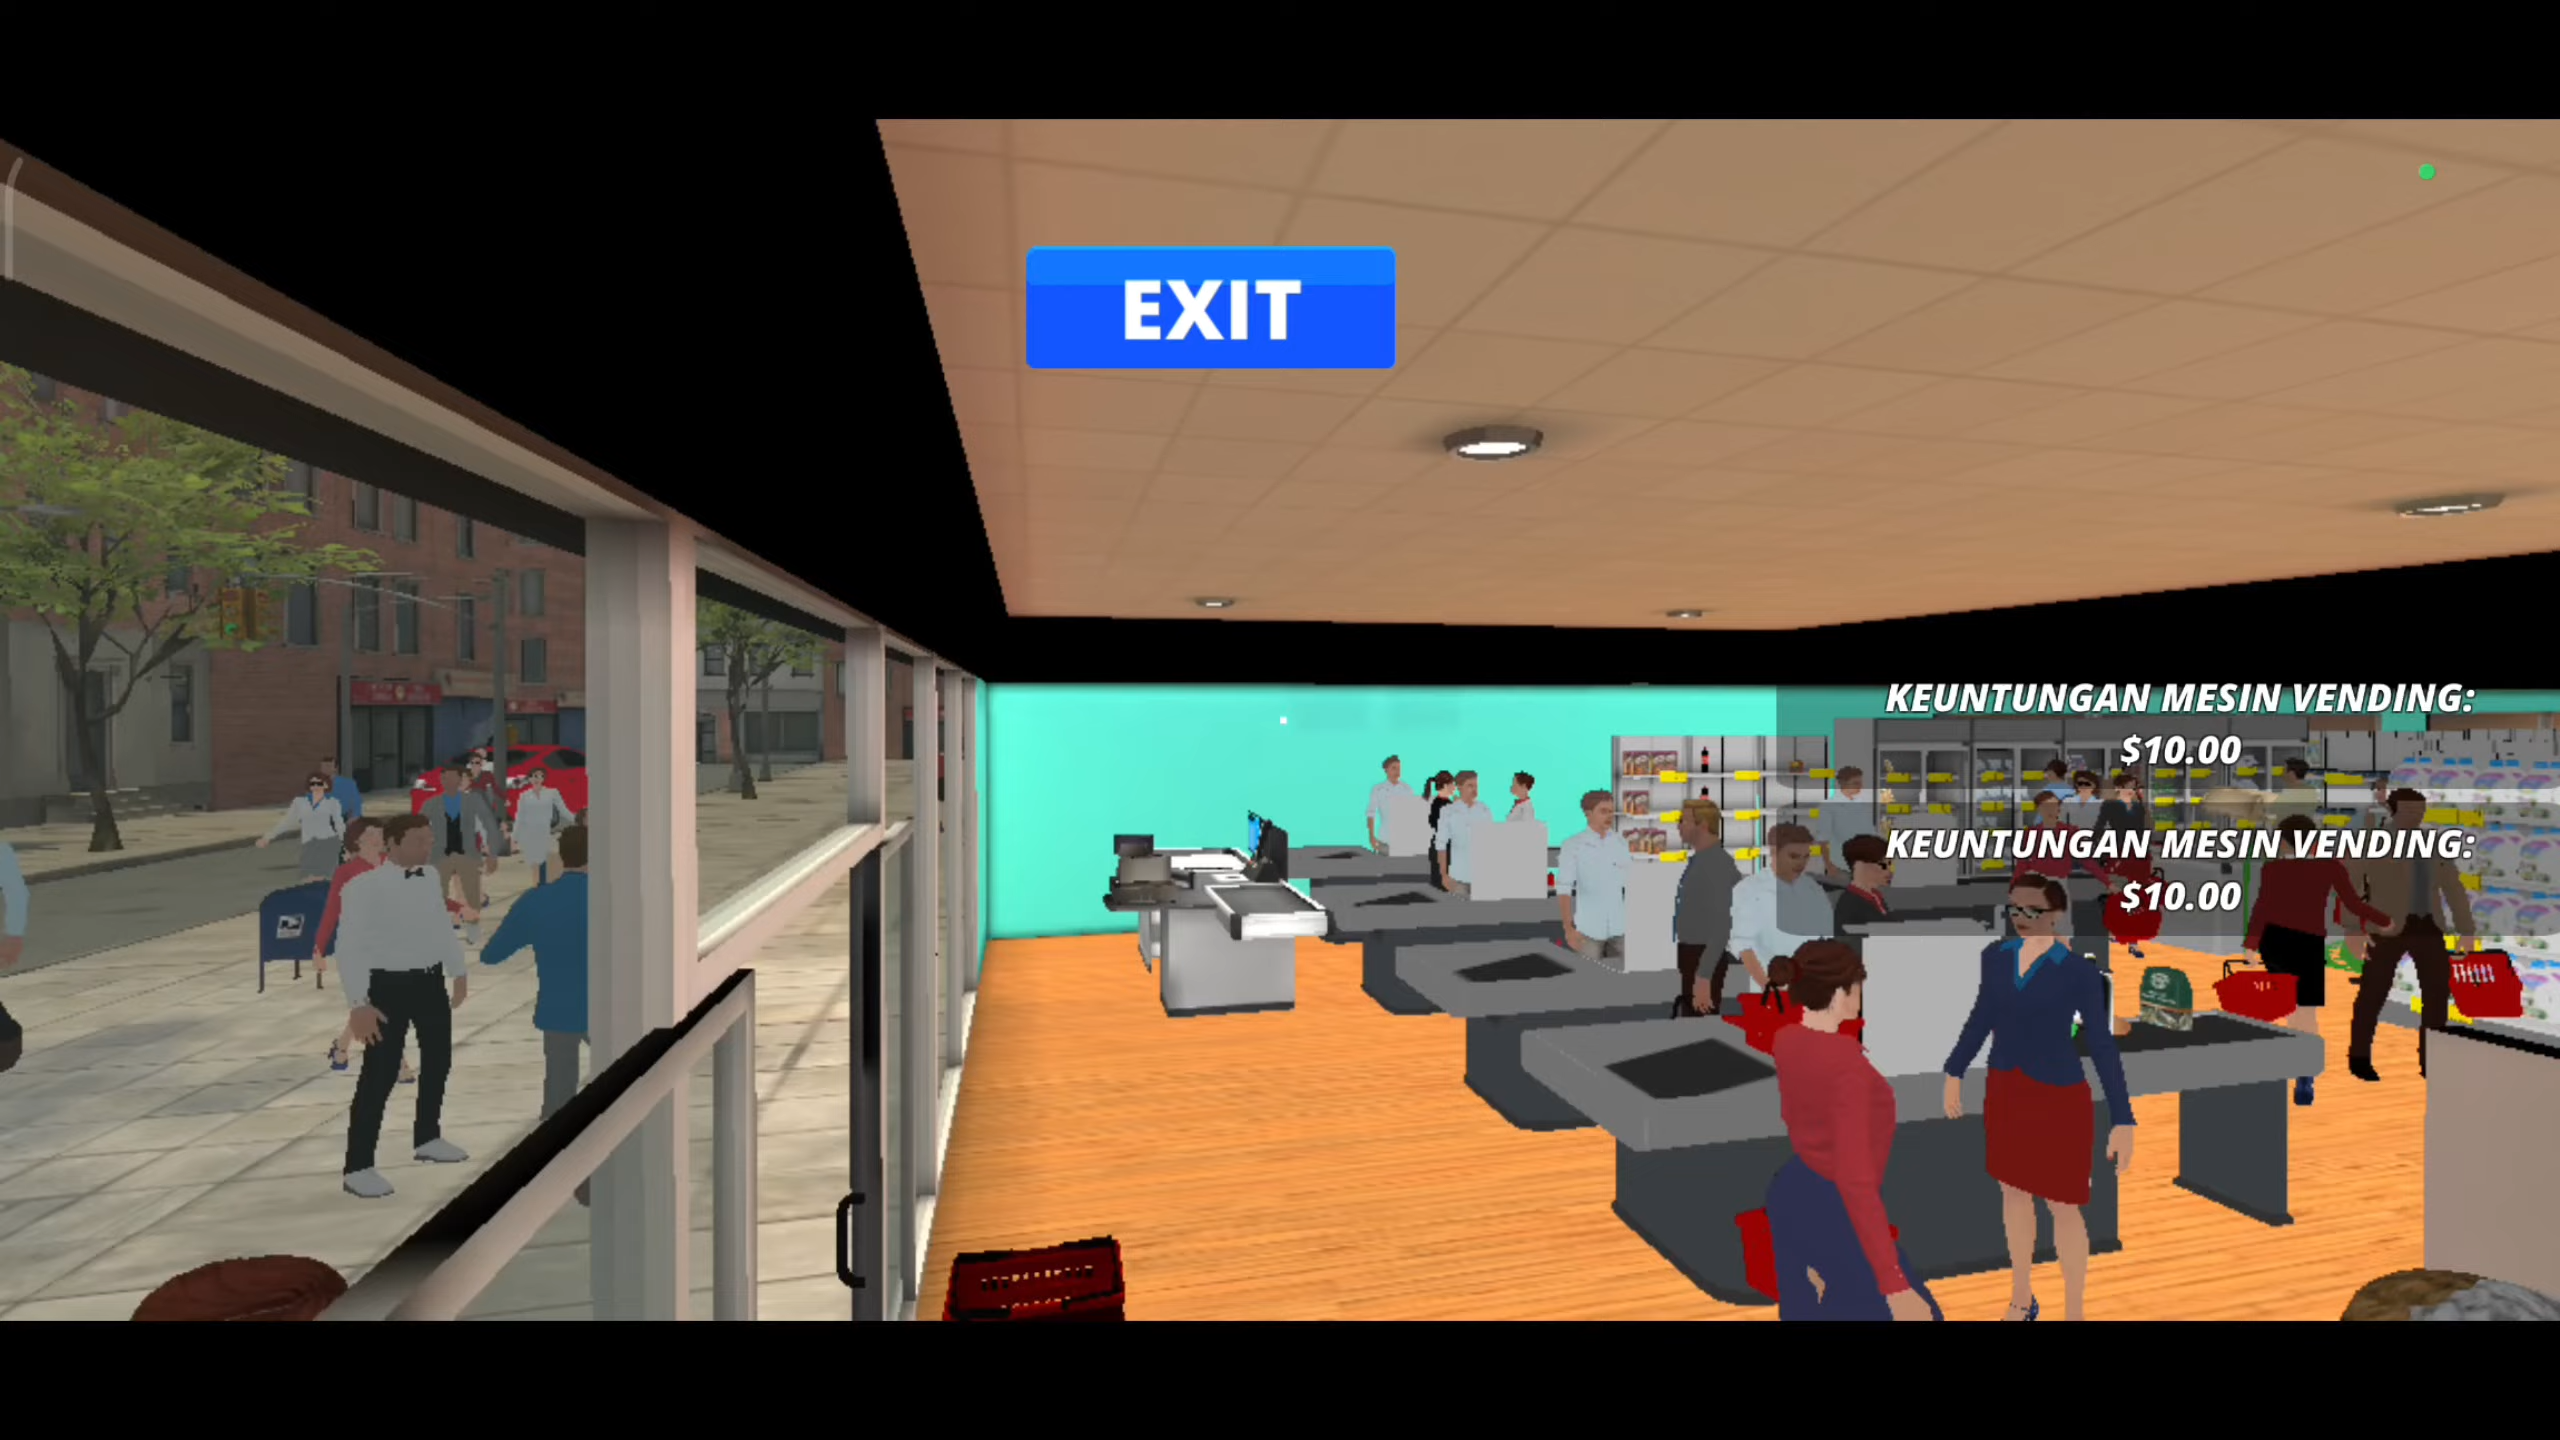 EXIT
KEUNTUNGAN MESIN VENDING:
$10.00
KEUNTUNGAN MESIN VENDING:
$10.00